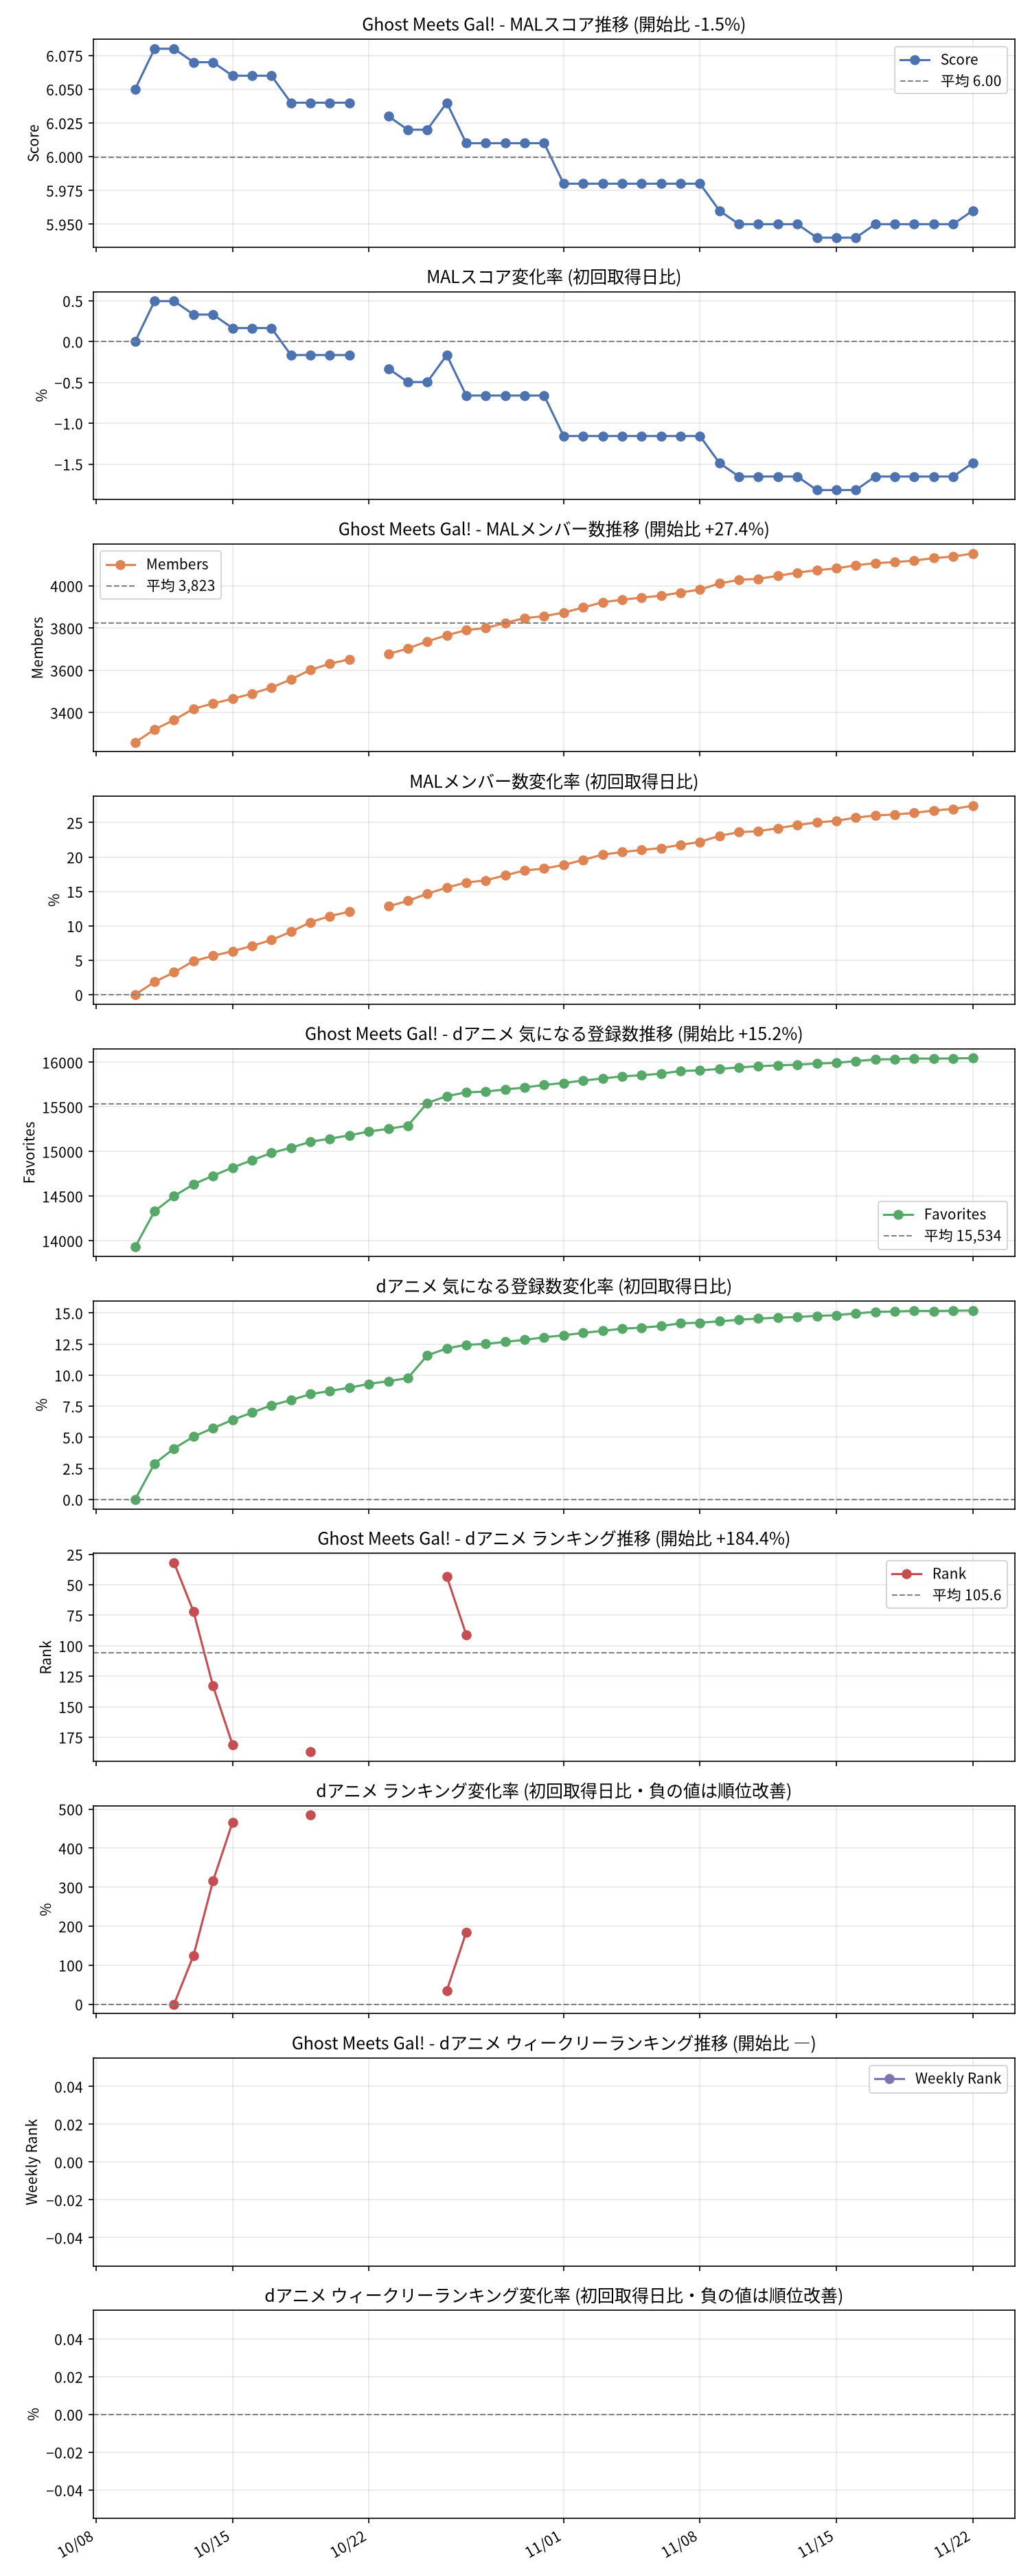 Ghost Meets Gal! - MALスコア推移 (開始比 -1.5%)
6.075
6.050
6.025
6.000
5.975
5.950
Score
Score
平均 6.00
MALスコア変化率 (初回取得日比)
0.5
0.0
−0.5
−1.0
−1.5
%
Ghost Meets Gal! - MALメンバー数推移 (開始比 +27.4%)
4000
3800
3600
3400
Members
Members
平均 3,823
MALメンバー数変化率 (初回取得日比)
25
20
15
10
5
0
%
Ghost Meets Gal! - dアニメ 気になる登録数推移 (開始比 +15.2%)
16000
15500
15000
14500
14000
Favorites
Favorites
平均 15,534
dアニメ 気になる登録数変化率 (初回取得日比)
15.0
12.5
10.0
7.5
5.0
2.5
0.0
%
Ghost Meets Gal! - dアニメ ランキング推移 (開始比 +184.4%)
25
50
75
100
125
150
175
Rank
Rank
平均 105.6
dアニメ ランキング変化率 (初回取得日比・負の値は順位改善)
500
400
300
200
100
0
%
Ghost Meets Gal! - dアニメ ウィークリーランキング推移 (開始比 —)
0.04
0.02
0.00
−0.02
−0.04
Weekly Rank
Weekly Rank
dアニメ ウィークリーランキング変化率 (初回取得日比・負の値は順位改善)
0.04
0.02
0.00
−0.02
−0.04
%
10/08
10/15
10/22
11/01
11/08
11/15
11/22